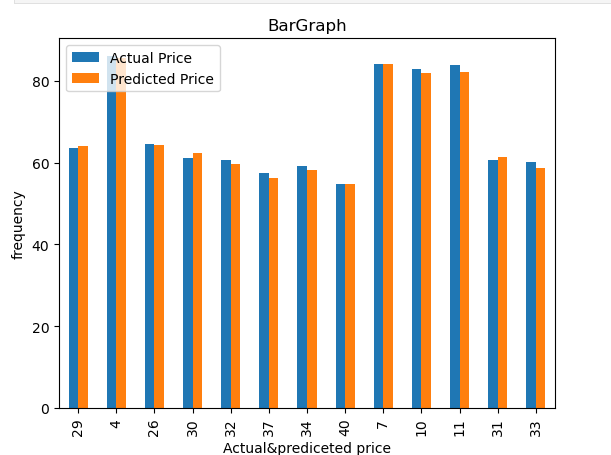 BarGraph
Actual Price
Predicted Price
80
60
40
20
0
frequency
29 4 26 30 32 37 34 40 7 10 11 31 33
Actual&prediceted price